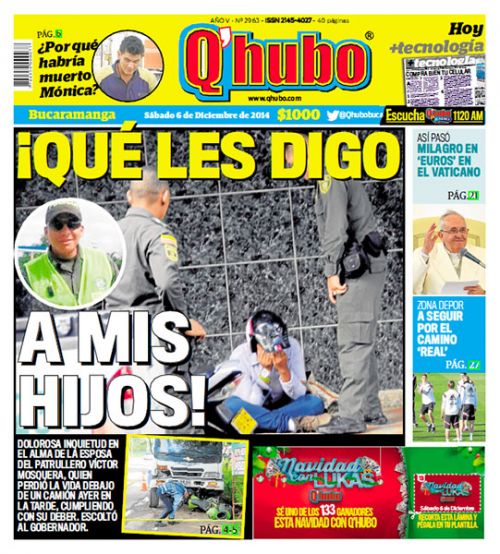 AÑO V - Nº 2963 - ISSN 2145-4027 - 40 páginas
PÁG.6
¿Por qué
habría
muerto
Mónica?
Q'hubo®
www.qhubo.com
Hoy
+tecnología
+tecnología
COMPRA BIEN TU CELULAR
Bucaramanga
Sábado 6 de Diciembre de 2014
$1000
@Qhubobuca
Escucha Q'hubo 1120 AM
¡QUÉ LES DIGO
A MIS
HIJOS!
ASÍ PASÓ
MILAGRO EN
'EUROS' EN
EL VATICANO
PÁG.21
ZONA DEPOR
A SEGUIR
POR EL
CAMINO
'REAL'
PÁG. 27
DOLOROSA INQUIETUD EN
EL ALMA DE LA ESPOSA
DEL PATRULLERO VÍCTOR
MOSQUERA, QUIEN
PERDIÓ LA VIDA DEBAJO
DE UN CAMIÓN AYER EN
LA TARDE, CUMPLIENDO
CON SU DEBER. ESCOLTÓ
AL GOBERNADOR.
PÁG. 4-5
Navidad
con LUKAS
Q'hubo
SÉ UNO DE LOS 133 GANADORES
ESTA NAVIDAD CON Q'HUBO
Navidad
con LUKAS
Sábado 6 de Diciembre
RECORTA ESTA LÁMINA Y
PÉGALA EN TU PLANTILLA.